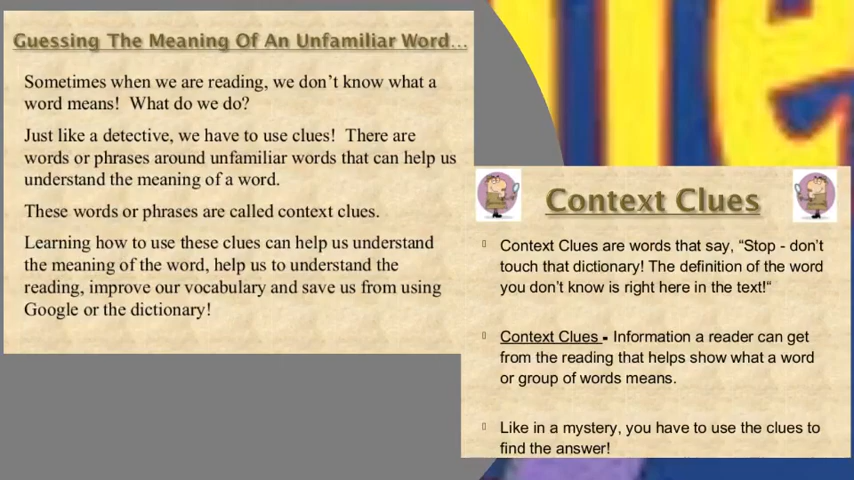 Guessing The Meaning Of An Unfamiliar Word...
Sometimes when we are reading, we don't know what a
word means!  What do we do?
Just like a detective, we have to use clues!  There are
words or phrases around unfamiliar words that can help us
understand the meaning of a word.
These words or phrases are called context clues.
Learning how to use these clues can help us understand
the meaning of the word, help us to understand the
reading, improve our vocabulary and save us from using
Google or the dictionary!
Context Clues
Context Clues are words that say, “Stop - don't
touch that dictionary! The definition of the word
you don't know is right here in the text!“
Context Clues - Information a reader can get
from the reading that helps show what a word
or group of words means.
Like in a mystery, you have to use the clues to
find the answer!